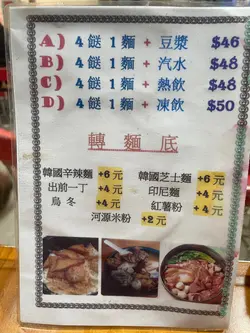 A) 4餸1麵+豆漿 $46
B) 4餸1麵+汽水 $48
C) 4餸1麵+熱飲 $48
D) 4餸1麵+凍飲 $50
轉麵底
韓國辛辣麵 +6元 韓國芝士麵 +6元
出前一丁 +4元 印尼麵 +4元
烏冬 +4元 紅薯粉 +4元
河源米粉 +2元